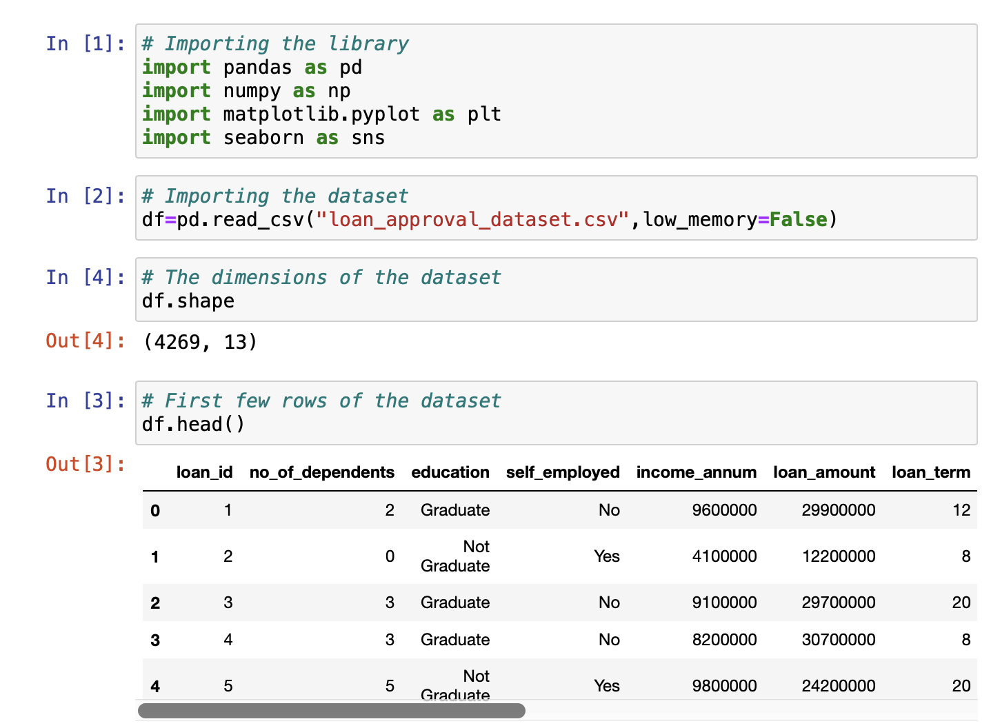 In [1]: # Importing the library
import pandas as pd
import numpy as np
import matplotlib.pyplot as plt
import seaborn as sns
In [2]: # Importing the dataset
df=pd.read_csv("loan_approval_dataset.csv",low_memory=False)
In [4]: # The dimensions of the dataset
df.shape
Out[4]: (4269, 13)
In [3]: # First few rows of the dataset
df.head()
Out[3]:
loan_id no_of_dependents education self_employed income_annum loan_amount loan_term
0 1 2 Graduate No 9600000 29900000 12
1 2 0 Not Graduate Yes 4100000 12200000 8
2 3 3 Graduate No 9100000 29700000 20
3 4 3 Graduate No 8200000 30700000 8
4 5 5 Not Graduate Yes 9800000 24200000 20